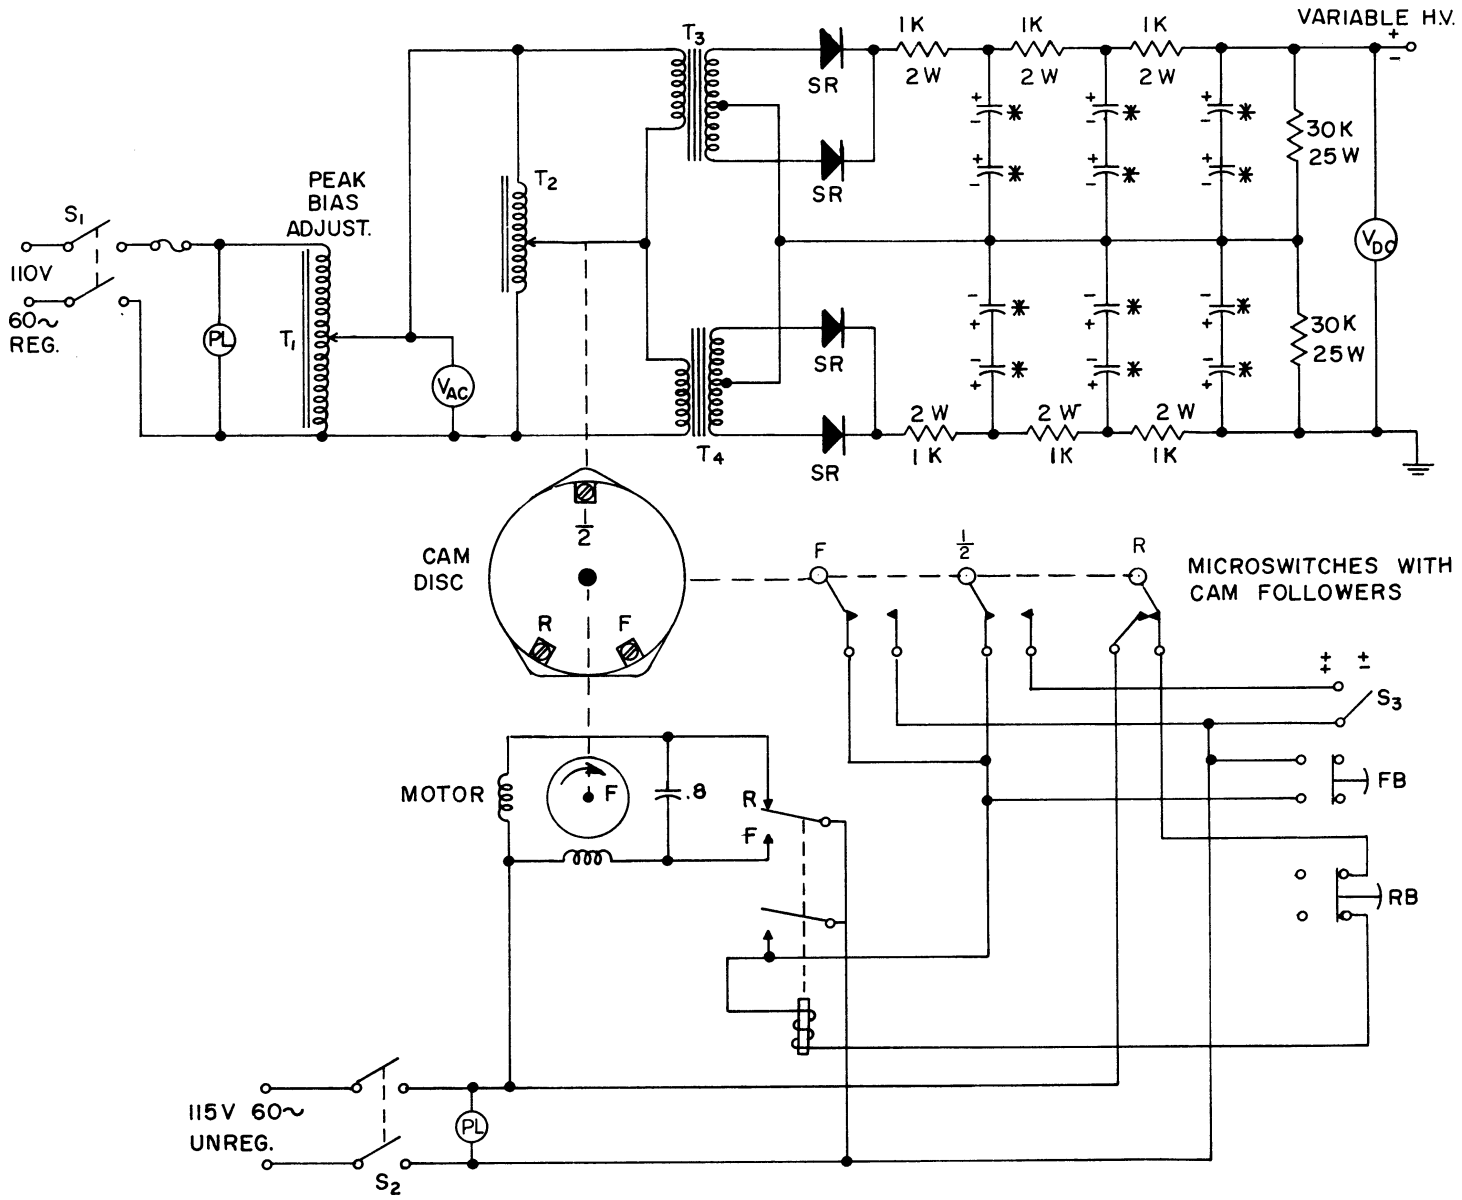 VARIABLE H.V.
+
-
T3
1K
1K
1K
2W
2W
2W
SR
SR
+
-
*
+
-
*
+
-
*
+
-
*
+
-
*
+
-
*
30K
25W
S1
110V
60~
REG.
PL
PEAK
BIAS
ADJUST.
T1
VAC
T2
VDC
-
+
*
-
+
*
-
+
*
-
+
*
-
+
*
-
+
*
30K
25W
SR
SR
T4
2W
2W
2W
1K
1K
1K
CAM
DISC
1/2
R
F
F
1/2
R
MICROSWITCHES WITH
CAM FOLLOWERS
+
+
+
-
S3
FB
RB
MOTOR
F
.8
R
F
115V 60~
UNREG.
PL
S2